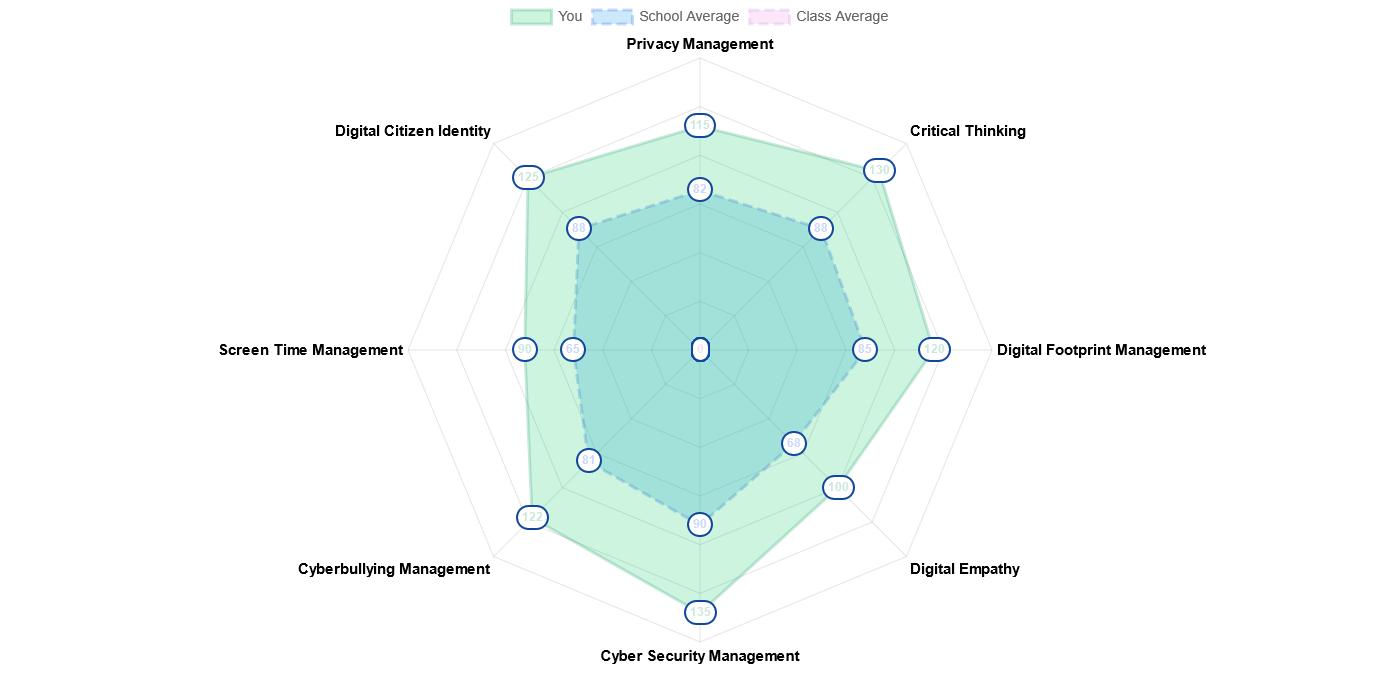 You School Average Class Average
Privacy Management
115
Digital Citizen Identity
Critical Thinking
125
130
82
88
88
Screen Time Management
90
65
85
120
Digital Footprint Management
68
81
100
122
90
Cyberbullying Management
Digital Empathy
135
Cyber Security Management